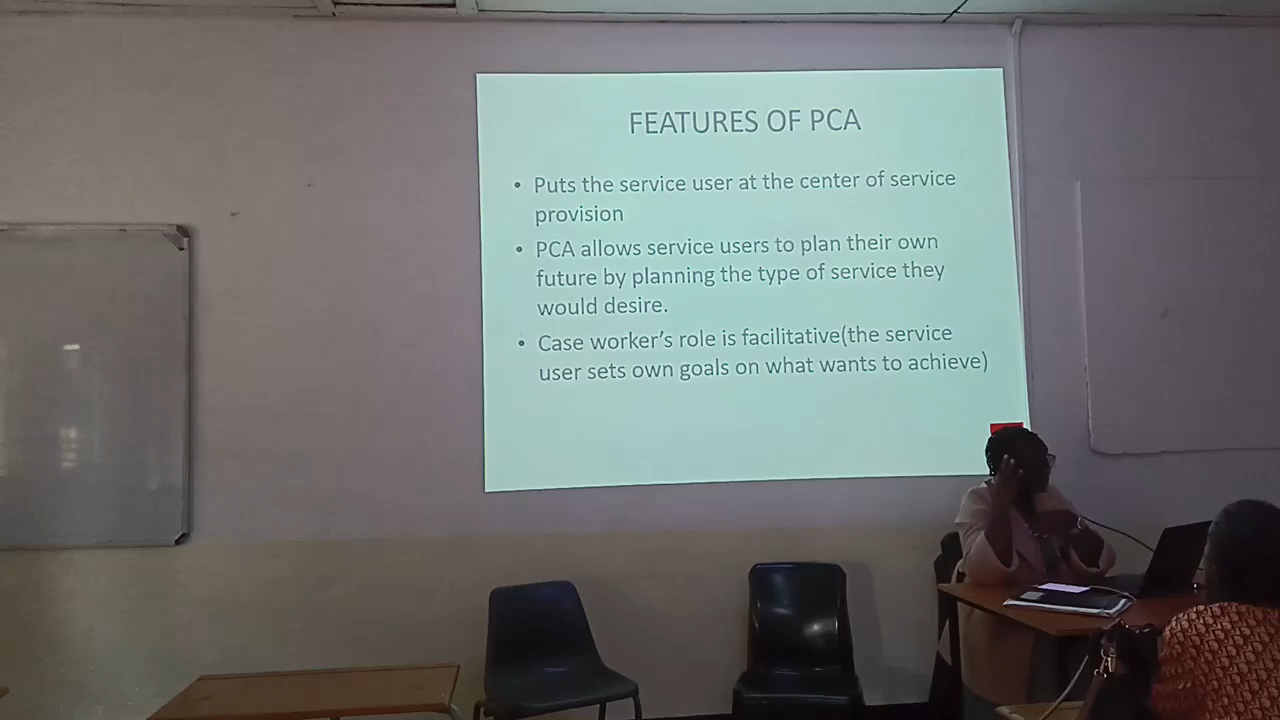 FEATURES OF PCA
• Puts the service user at the center of service
provision
• PCA allows service users to plan their own
future by planning the type of service they
would desire.
• Case worker's role is facilitative(the service
user sets own goals on what wants to achieve)